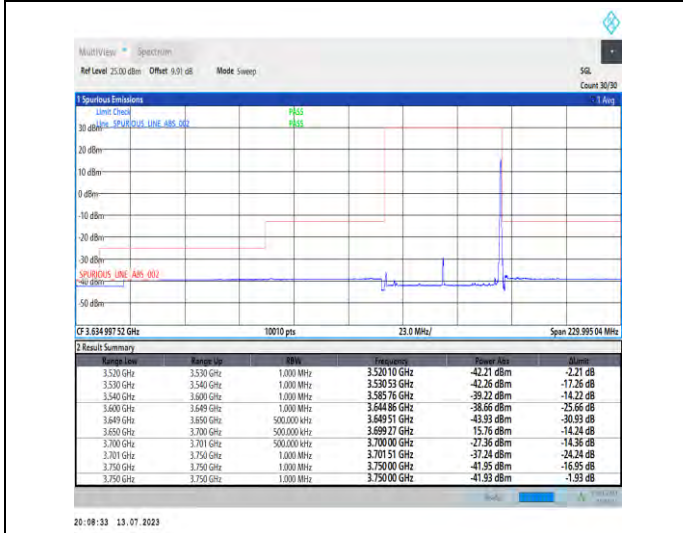 MultiView Spectrum
Ref Level 25.00 dBm Offset 9.91 dB Mode Sweep SGL
Count 30/30
1 Spurious Emissions 1 Avg
Limit Check PASS
Line SPURIOUS_LINE_ABS_002 PASS
30 dBm
20 dBm
10 dBm
0 dBm
-10 dBm
-20 dBm
-30 dBm
SPURIOUS_LINE_ABS_002
-40 dBm
-50 dBm
CF 3.634 997 52 GHz 10010 pts 23.0 MHz/ Span 229.995 04 MHz
2 Result Summary
Range Low Range Up RBW Frequency Power Abs ΔLimit
3.520 GHz 3.530 GHz 1.000 MHz 3.520 10 GHz -42.21 dBm -2.21 dB
3.530 GHz 3.540 GHz 1.000 MHz 3.530 53 GHz -42.26 dBm -17.26 dB
3.540 GHz 3.600 GHz 1.000 MHz 3.585 76 GHz -39.22 dBm -14.22 dB
3.600 GHz 3.649 GHz 1.000 MHz 3.644 86 GHz -38.66 dBm -25.66 dB
3.649 GHz 3.650 GHz 500.000 kHz 3.649 51 GHz -43.93 dBm -30.93 dB
3.650 GHz 3.700 GHz 500.000 kHz 3.699 27 GHz 15.76 dBm -14.24 dB
3.700 GHz 3.701 GHz 500.000 kHz 3.700 00 GHz -27.36 dBm -14.36 dB
3.701 GHz 3.750 GHz 1.000 MHz 3.701 51 GHz -37.24 dBm -24.24 dB
3.750 GHz 3.750 GHz 1.000 MHz 3.750 00 GHz -41.95 dBm -16.95 dB
3.750 GHz 3.750 GHz 1.000 MHz 3.750 00 GHz -41.93 dBm -1.93 dB
Ready
20:08:33 13.07.2023